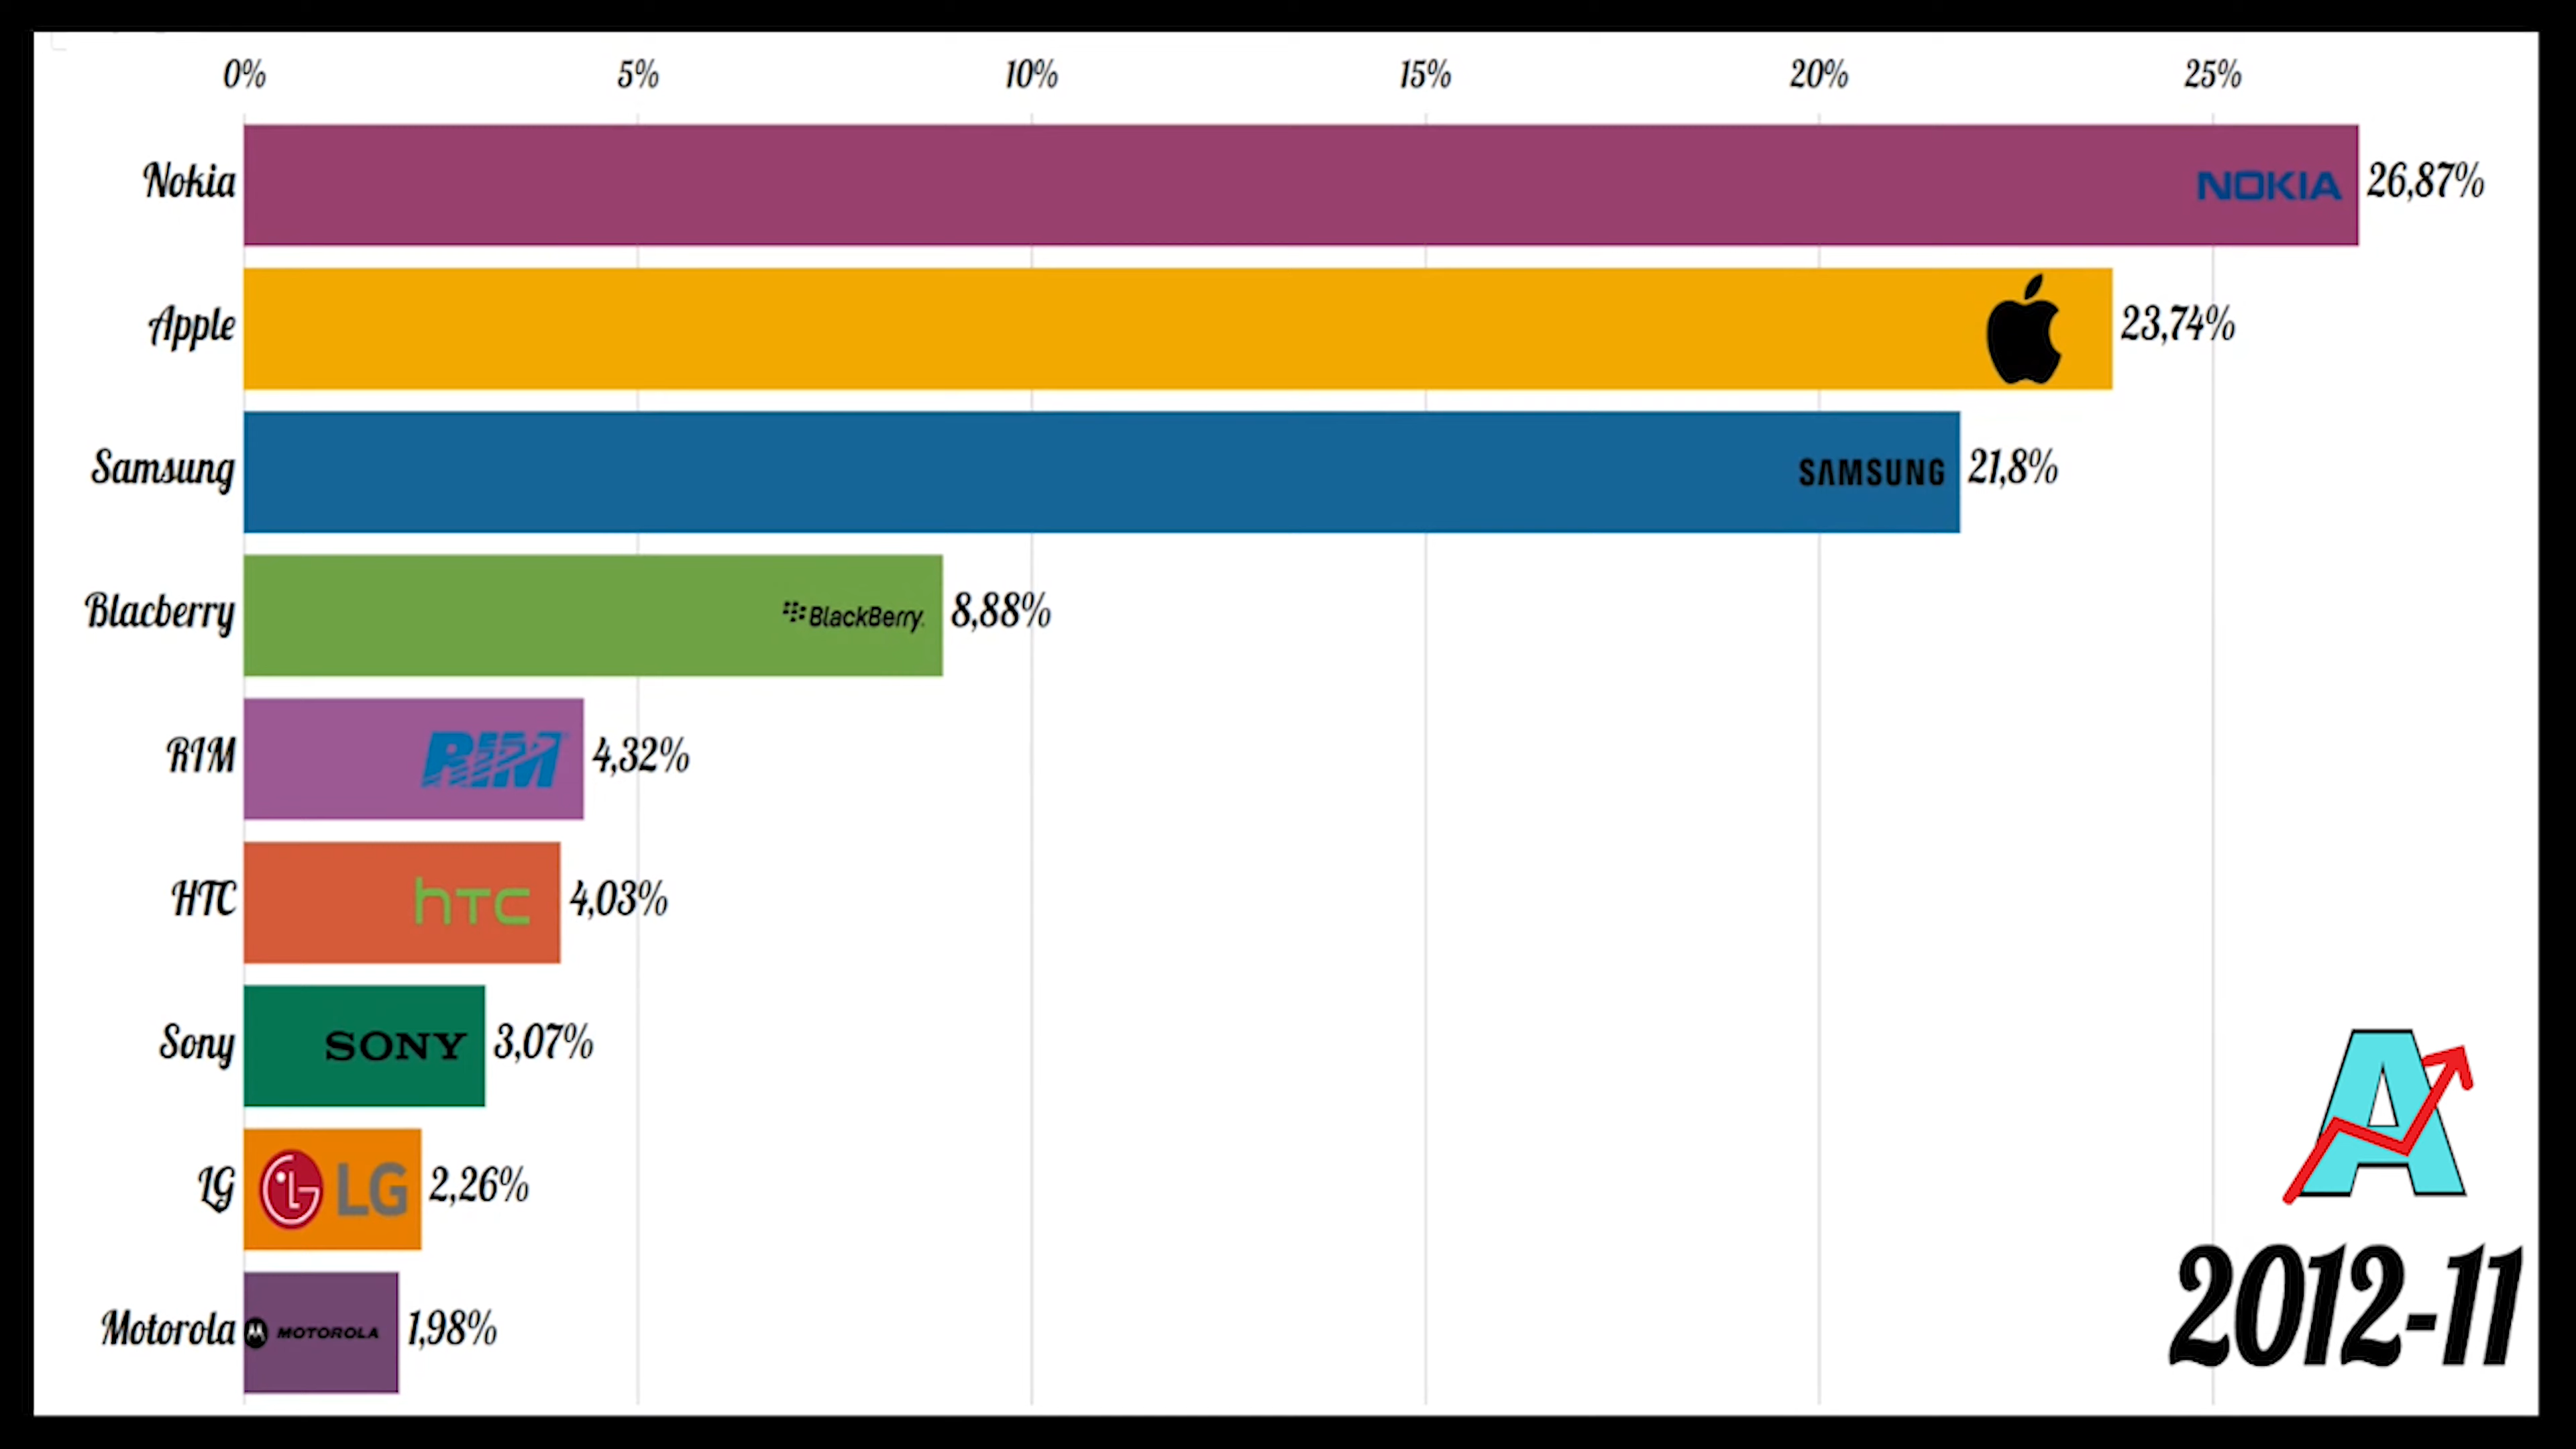 0% 5% 10% 15% 20% 25%
Nokia NOKIA 26,87%
Apple 23,74%
Samsung SAMSUNG 21,8%
Blacberry BlackBerry. 8,88%
RIM RIM 4,32%
HTC hTC 4,03%
Sony SONY 3,07%
LG LG 2,26%
Motorola MOTOROLA 1,98%
A
2012-11